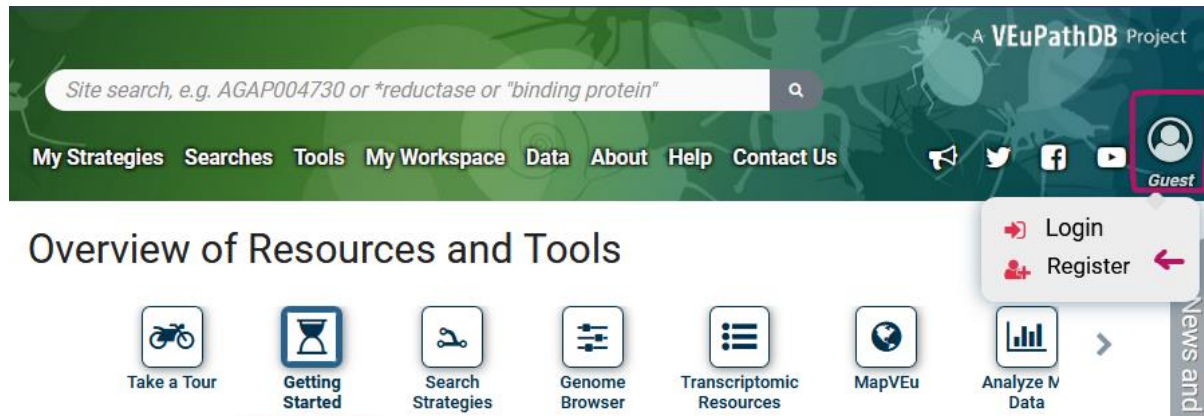 A VEuPathDB Project
Site search, e.g. AGAP004730 or *reductase or "binding protein"
My Strategies Searches Tools My Workspace Data About Help Contact Us
Guest
Login
Register
Overview of Resources and Tools
Take a Tour
Getting
Started
Search
Strategies
Genome
Browser
Transcriptomic
Resources
MapVEu
Analyze M
Data
News and